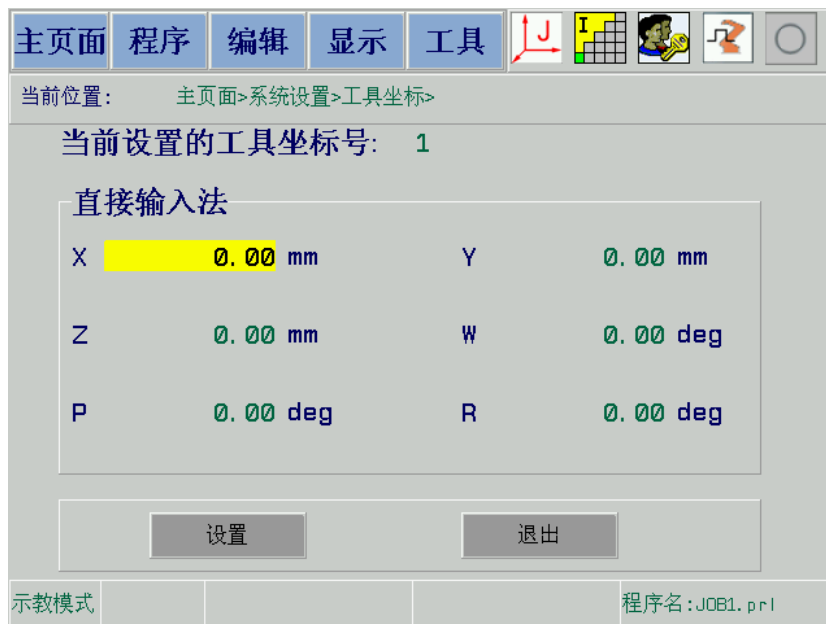 主页面 程序 编辑 显示 工具 J I
当前位置: 主页面>系统设置>工具坐标>
当前设置的工具坐标号: 1
直接输入法
X 0.00 mm Y 0.00 mm
Z 0.00 mm W 0.00 deg
P 0.00 deg R 0.00 deg
设置 退出
示教模式 程序名:JOB1.prl